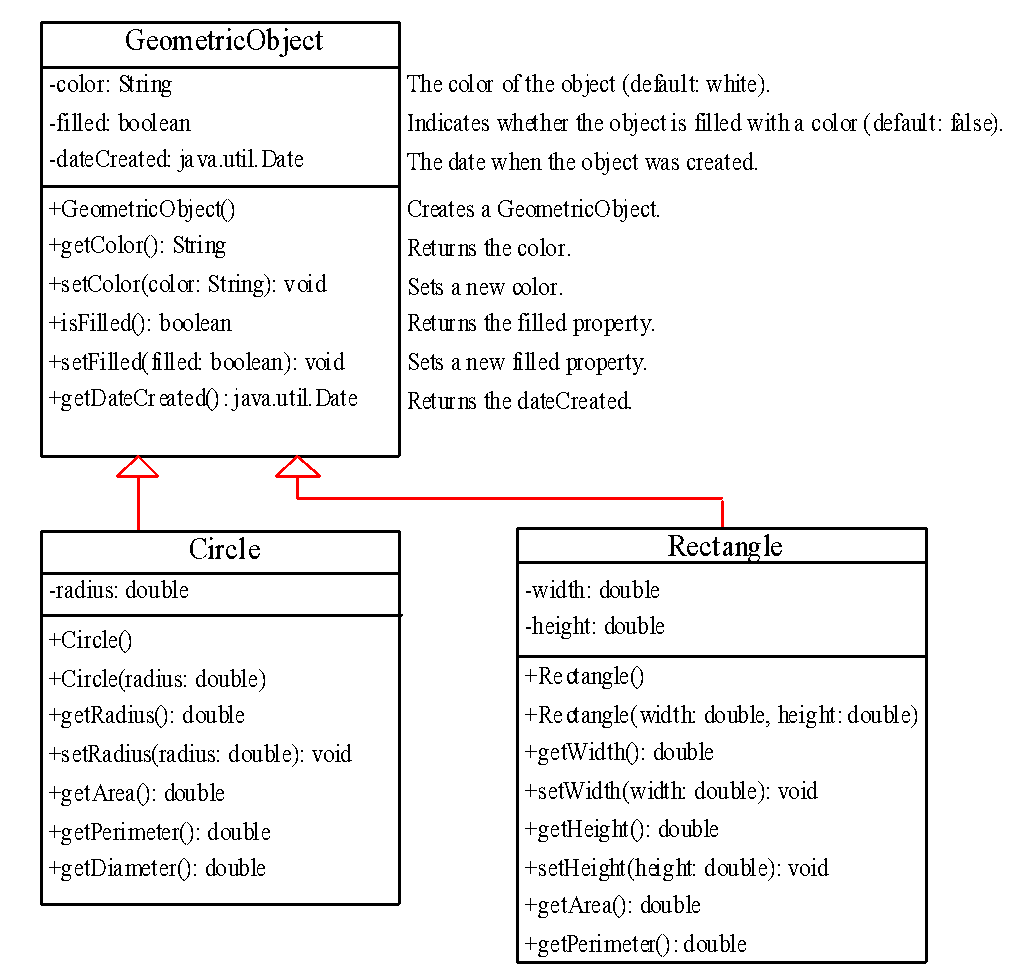 GeometricObject
-color: String
The color of the object (default: white).
-filled: boolean
Indicates whether the object is filled with a color (default: false).
-dateCreated: java.util.Date
The date when the object was created.
+GeometricObject()
Creates a GeometricObject.
+getColor(): String
Returns the color.
+setColor(color: String): void
Sets a new color.
+isFilled(): boolean
Returns the filled property.
+setFilled(filled: boolean): void
Sets a new filled property.
+getDateCreated(): java.util.Date
Returns the dateCreated.
Circle
-radius: double
+Circle()
+Circle(radius: double)
+getRadius(): double
+setRadius(radius: double): void
+getArea(): double
+getPerimeter(): double
+getDiameter(): double
Rectangle
-width: double
-height: double
+Rectangle()
+Rectangle(width: double, height: double)
+getWidth(): double
+setWidth(width: double): void
+getHeight(): double
+setHeight(height: double): void
+getArea(): double
+getPerimeter(): double